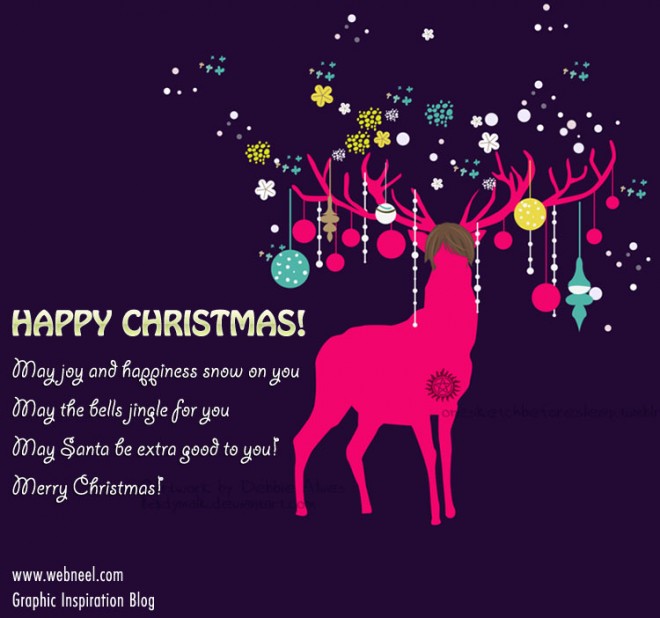 HAPPY CHRISTMAS!
May joy and happiness snow on you
May the bells jingle for you
May Santa be extra good to you!
Merry Christmas!
www.webneel.com
Graphic Inspiration Blog